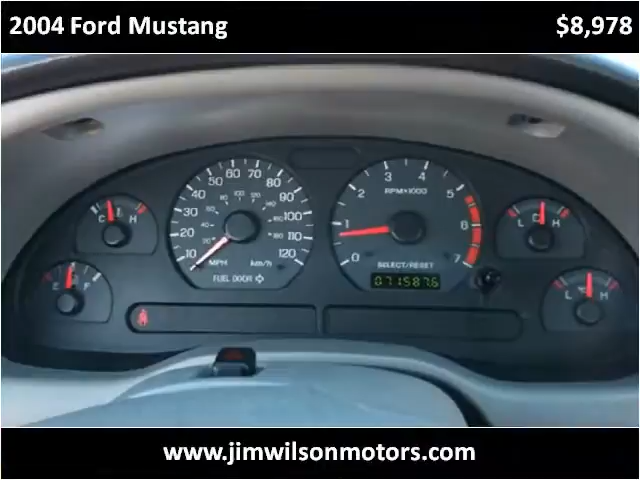 2004 Ford Mustang
$8,978
10 20 30 40 50 60 70 80 90 100 110 120
MPH km/h
FUEL DOOR
0 1 2 3 4 5 6 7
RPM×1000
SELECT/RESET
071587.6
C H
E F
L H
L H
www.jimwilsonmotors.com